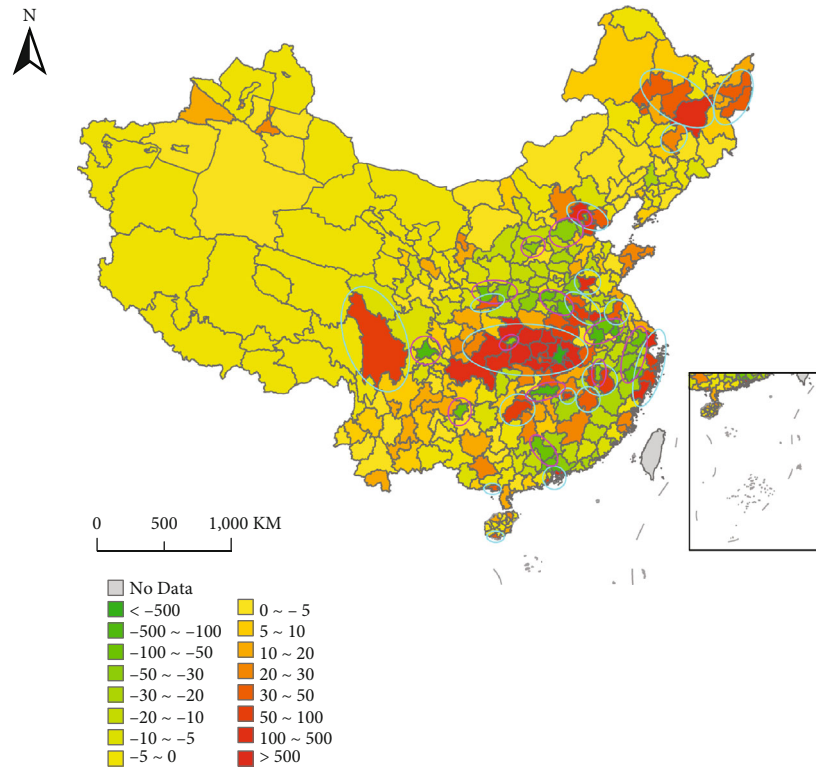 N
0 500 1,000 KM
No Data
< –500
–500 ~ –100
–100 ~ –50
–50 ~ –30
–30 ~ –20
–20 ~ –10
–10 ~ –5
–5 ~ 0
0 ~ – 5
5 ~ 10
10 ~ 20
20 ~ 30
30 ~ 50
50 ~ 100
100 ~ 500
> 500